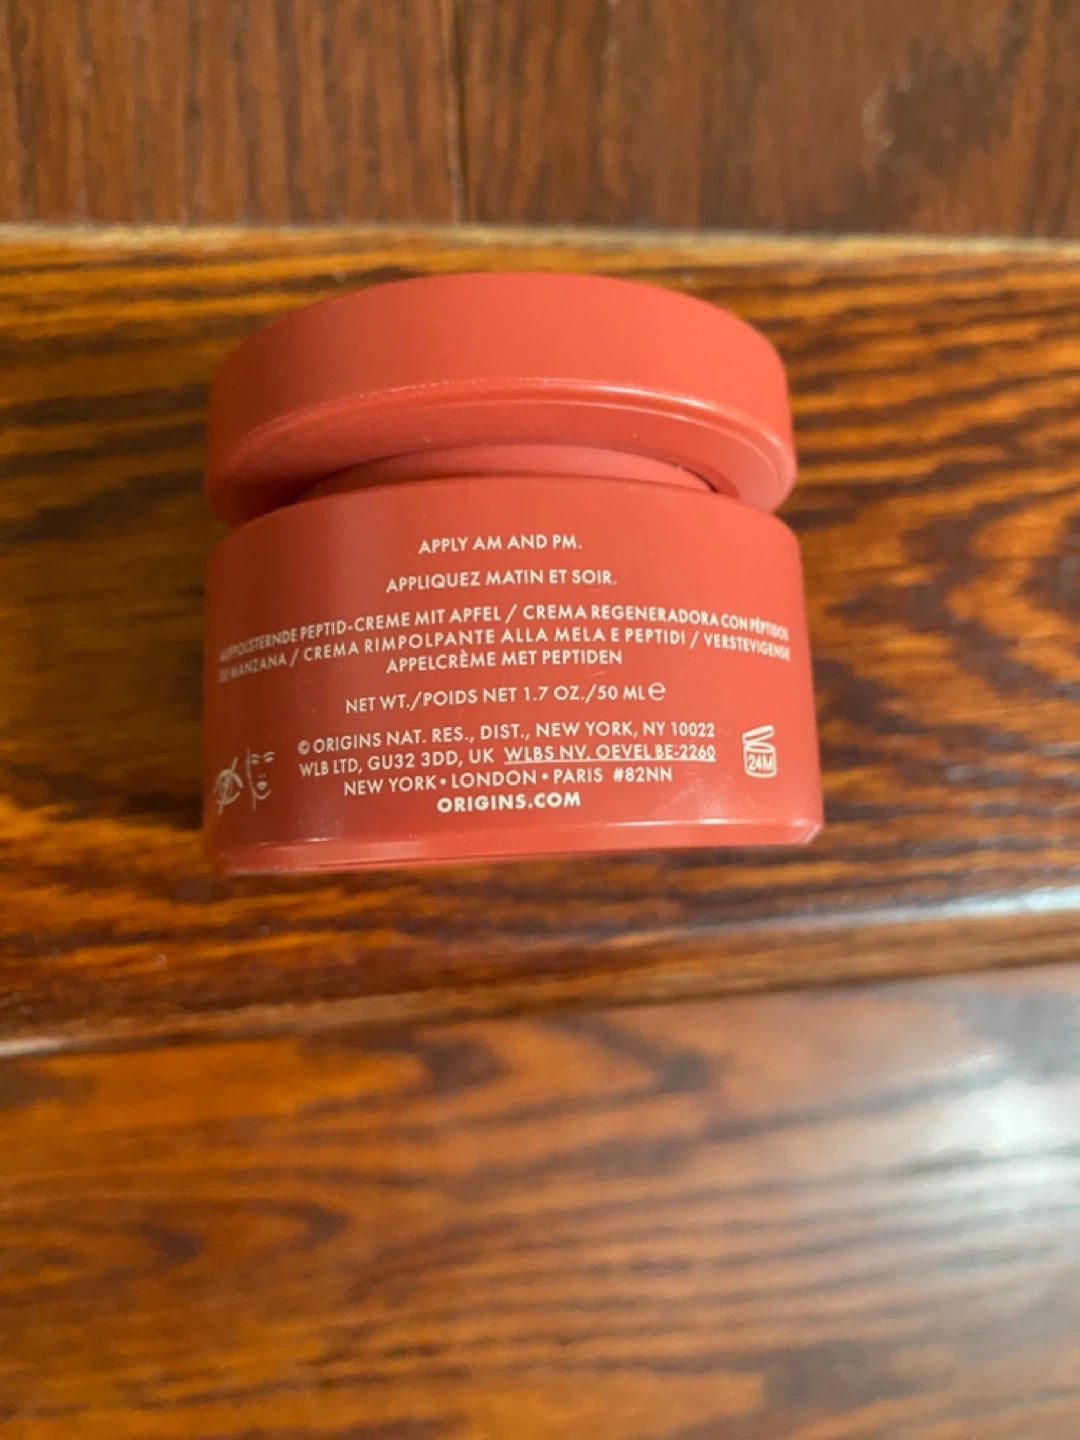 APPLY AM AND PM.
APPLIQUEZ MATIN ET SOIR.
AUFPOLSTERNDE PEPTID-CREME MIT APFEL / CREMA REGENERADORA CON PÉPTIDOS
DE MANZANA / CREMA RIMPOLPANTE ALLA MELA E PEPTIDI / VERSTEVIGENDE
APPELCRÈME MET PEPTIDEN
NET WT./POIDS NET 1.7 OZ./50 ML ℮
© ORIGINS NAT. RES., DIST., NEW YORK, NY 10022
WLB LTD, GU32 3DD, UK WLBS NV. OEVEL BE-2260
NEW YORK • LONDON • PARIS #82NN
ORIGINS.COM
24M